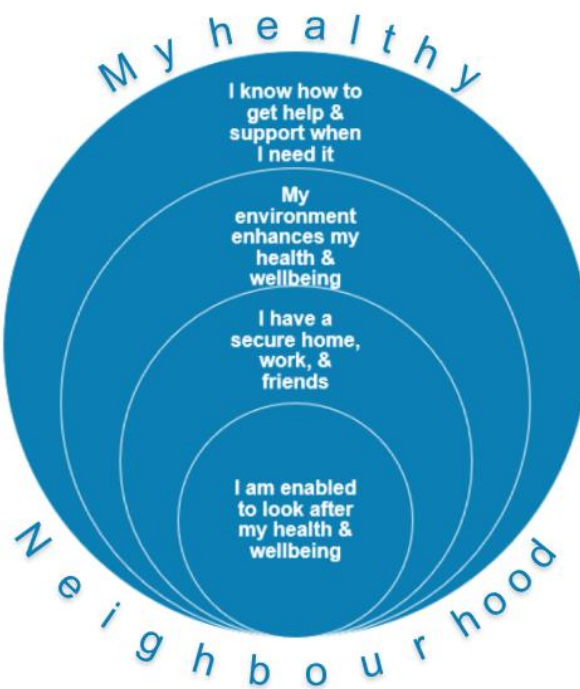 My healthy
I know how to
get help &
support when
I need it
My
environment
enhances my
health &
wellbeing
I have a
secure home,
work, &
friends
I am enabled
to look after
my health &
wellbeing
Neighbourhood